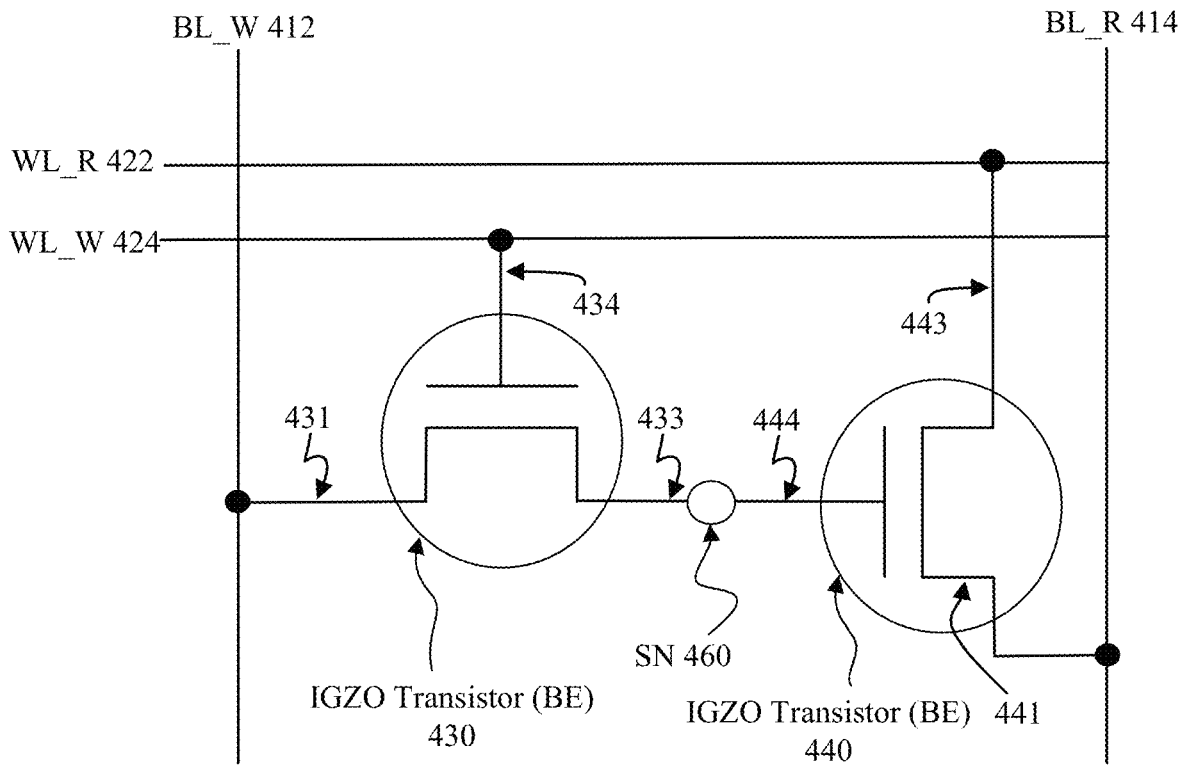 BL_W 412
BL_R 414
WL_R 422
WL_W 424
434
443
431
433
444
SN 460
IGZO Transistor (BE)
430
IGZO Transistor (BE)
440
441